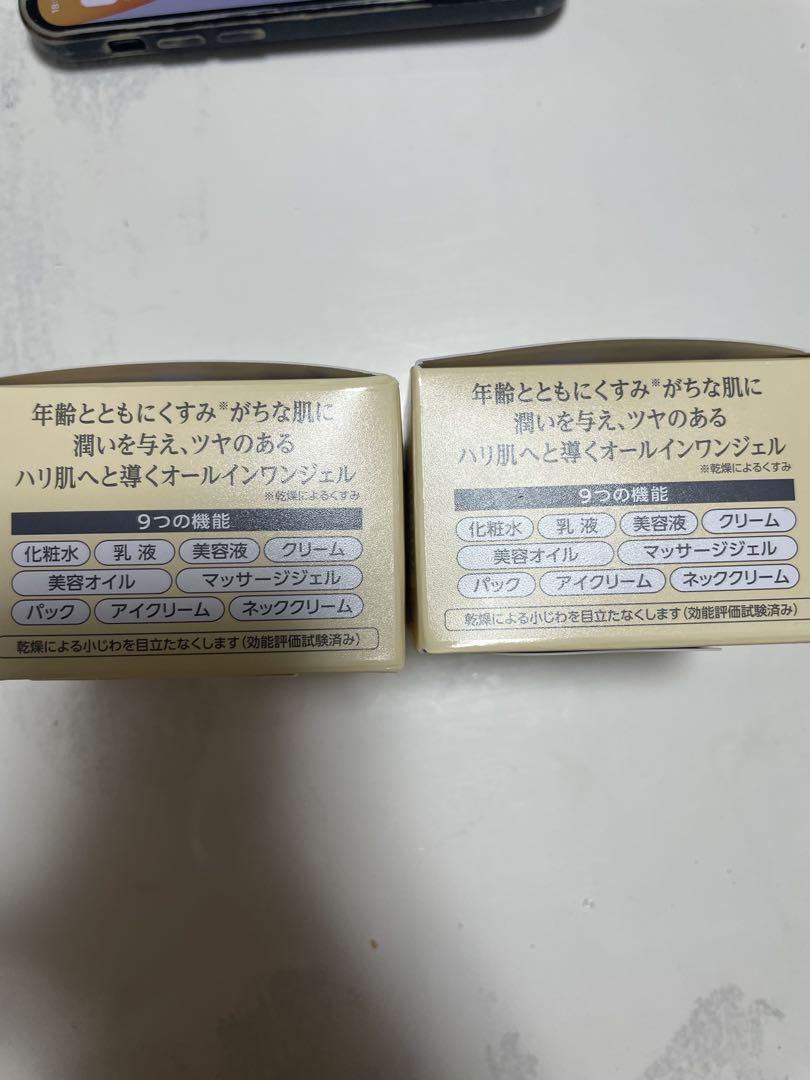 年齢とともにくすみ※がちな肌に
潤いを与え、ツヤのある
ハリ肌へと導くオールインワンジェル
※乾燥によるくすみ
9つの機能
化粧水 乳液 美容液 クリーム
美容オイル マッサージジェル
パック アイクリーム ネッククリーム
乾燥による小じわを目立たなくします(効能評価試験済み)
年齢とともにくすみ※がちな肌に
潤いを与え、ツヤのある
ハリ肌へと導くオールインワンジェル
※乾燥によるくすみ
9つの機能
化粧水 乳液 美容液 クリーム
美容オイル マッサージジェル
パック アイクリーム ネッククリーム
乾燥による小じわを目立たなくします(効能評価試験済み)